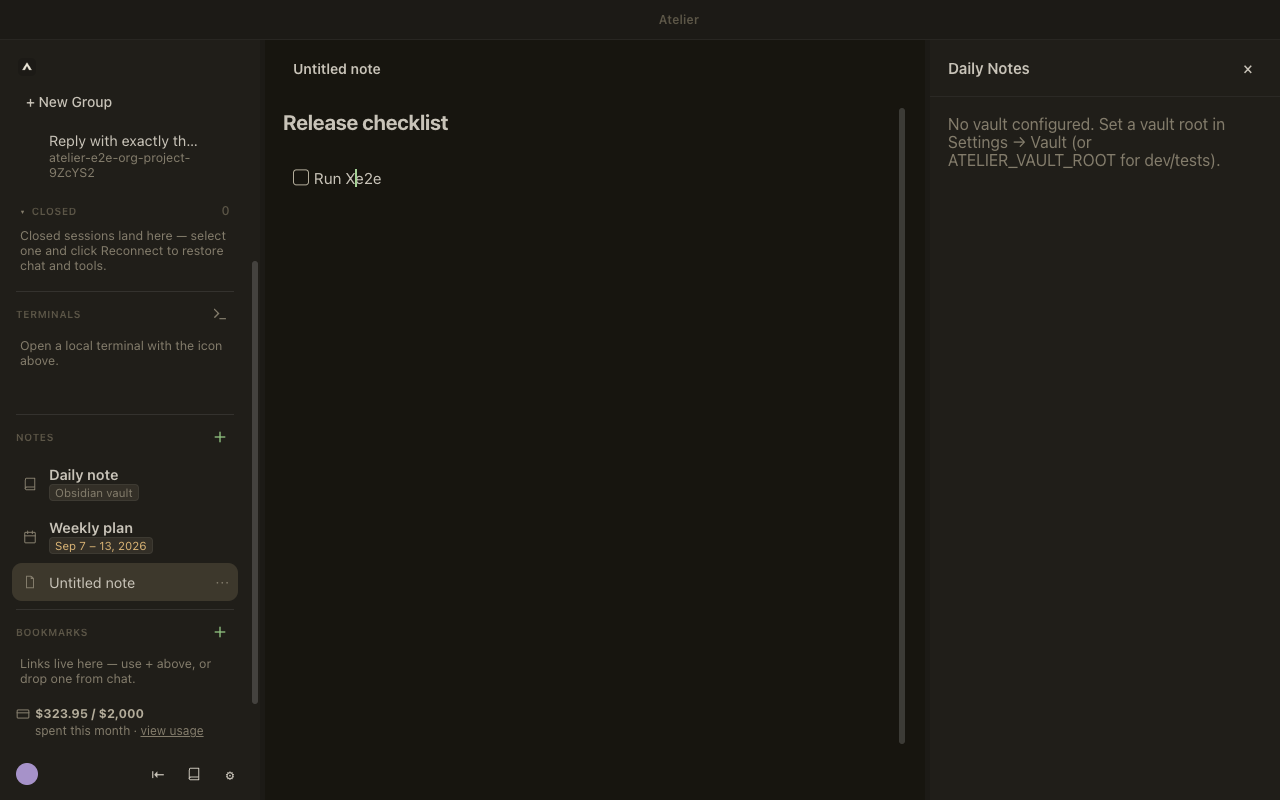 Atelier
+ New Group
Reply with exactly th...
atelier-e2e-org-project-
9ZcYS2
CLOSED 0
Closed sessions land here — select
one and click Reconnect to restore
chat and tools.
TERMINALS
Open a local terminal with the icon
above.
NOTES +
Daily note
Obsidian vault
Weekly plan
Sep 7 – 13, 2026
Untitled note ...
BOOKMARKS +
Links live here — use + above, or
drop one from chat.
$323.95 / $2,000
spent this month · view usage
Untitled note
Release checklist
Run Xe2e
Daily Notes ×
No vault configured. Set a vault root in
Settings → Vault (or
ATELIER_VAULT_ROOT for dev/tests).